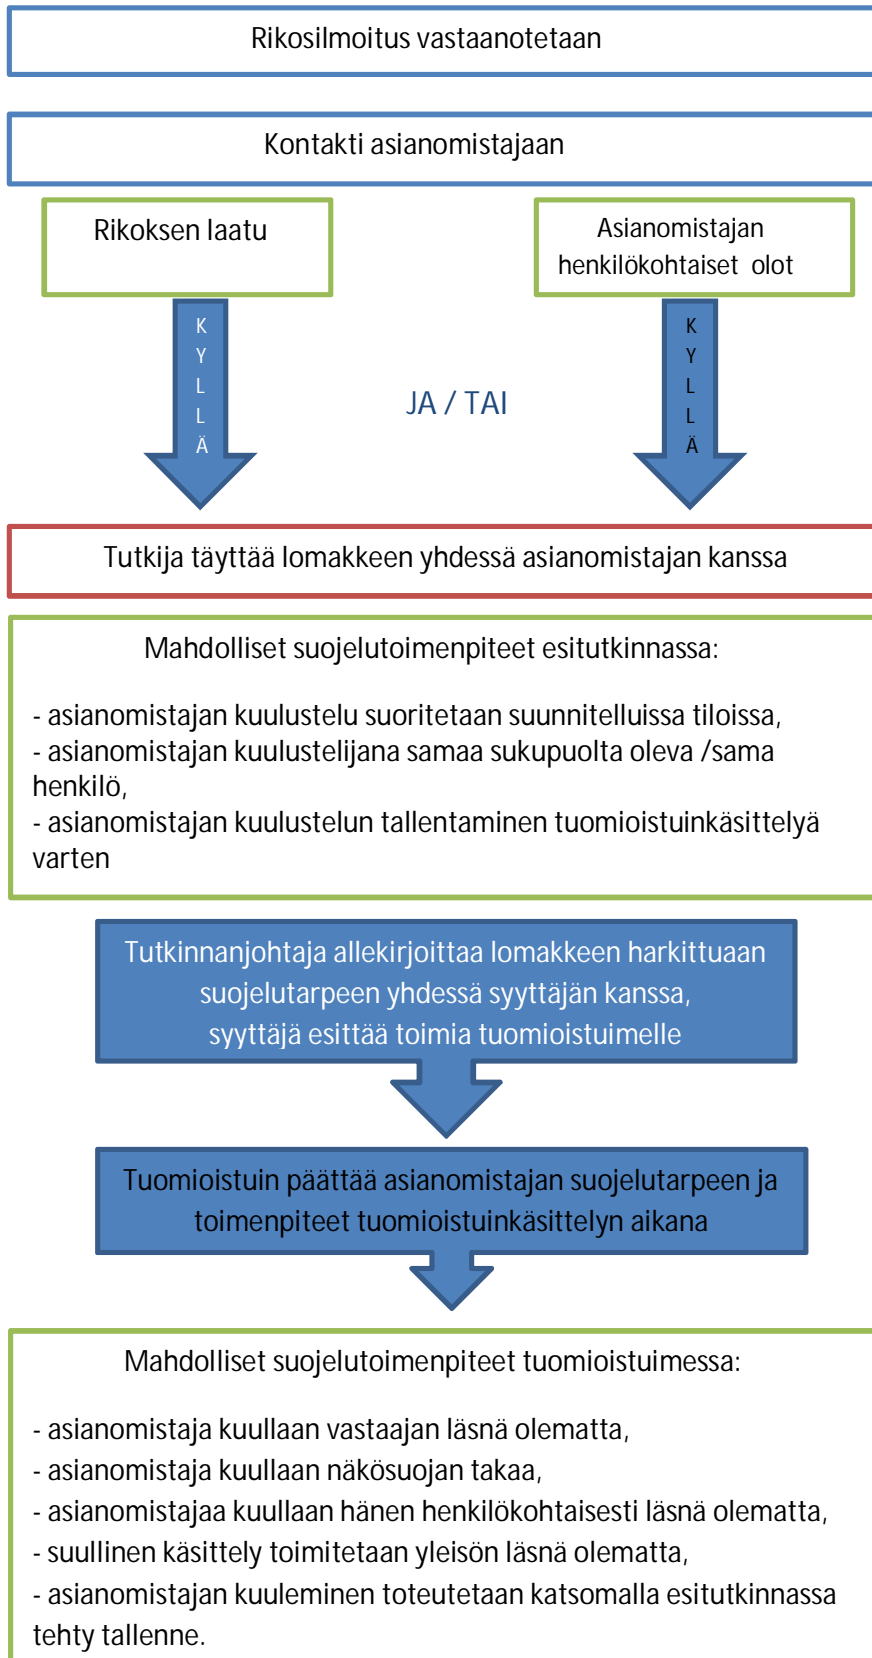 Rikosilmoitus vastaanotetaan
Kontakti asianomistajaan
Rikoksen laatu
Asianomistajan
henkilökohtaiset olot
K
Y
L
L
Ä
JA / TAI
K
Y
L
L
Ä
Tutkija täyttää lomakkeen yhdessä asianomistajan kanssa
Mahdolliset suojelutoimenpiteet esitutkinnassa:
- asianomistajan kuulustelu suoritetaan suunnitelluissa tiloissa,
- asianomistajan kuulustelijana samaa sukupuolta oleva /sama
henkilö,
- asianomistajan kuulustelun tallentaminen tuomioistuinkäsittelyä
varten
Tutkinnanjohtaja allekirjoittaa lomakkeen harkittuaan
suojelutarpeen yhdessä syyttäjän kanssa,
syyttäjä esittää toimia tuomioistuimelle
Tuomioistuin päättää asianomistajan suojelutarpeen ja
toimenpiteet tuomioistuinkäsittelyn aikana
Mahdolliset suojelutoimenpiteet tuomioistuimessa:
- asianomistaja kuullaan vastaajan läsnä olematta,
- asianomistaja kuullaan näkösuojan takaa,
- asianomistajaa kuullaan hänen henkilökohtaisesti läsnä olematta,
- suullinen käsittely toimitetaan yleisön läsnä olematta,
- asianomistajan kuuleminen toteutetaan katsomalla esitutkinnassa
tehty tallenne.